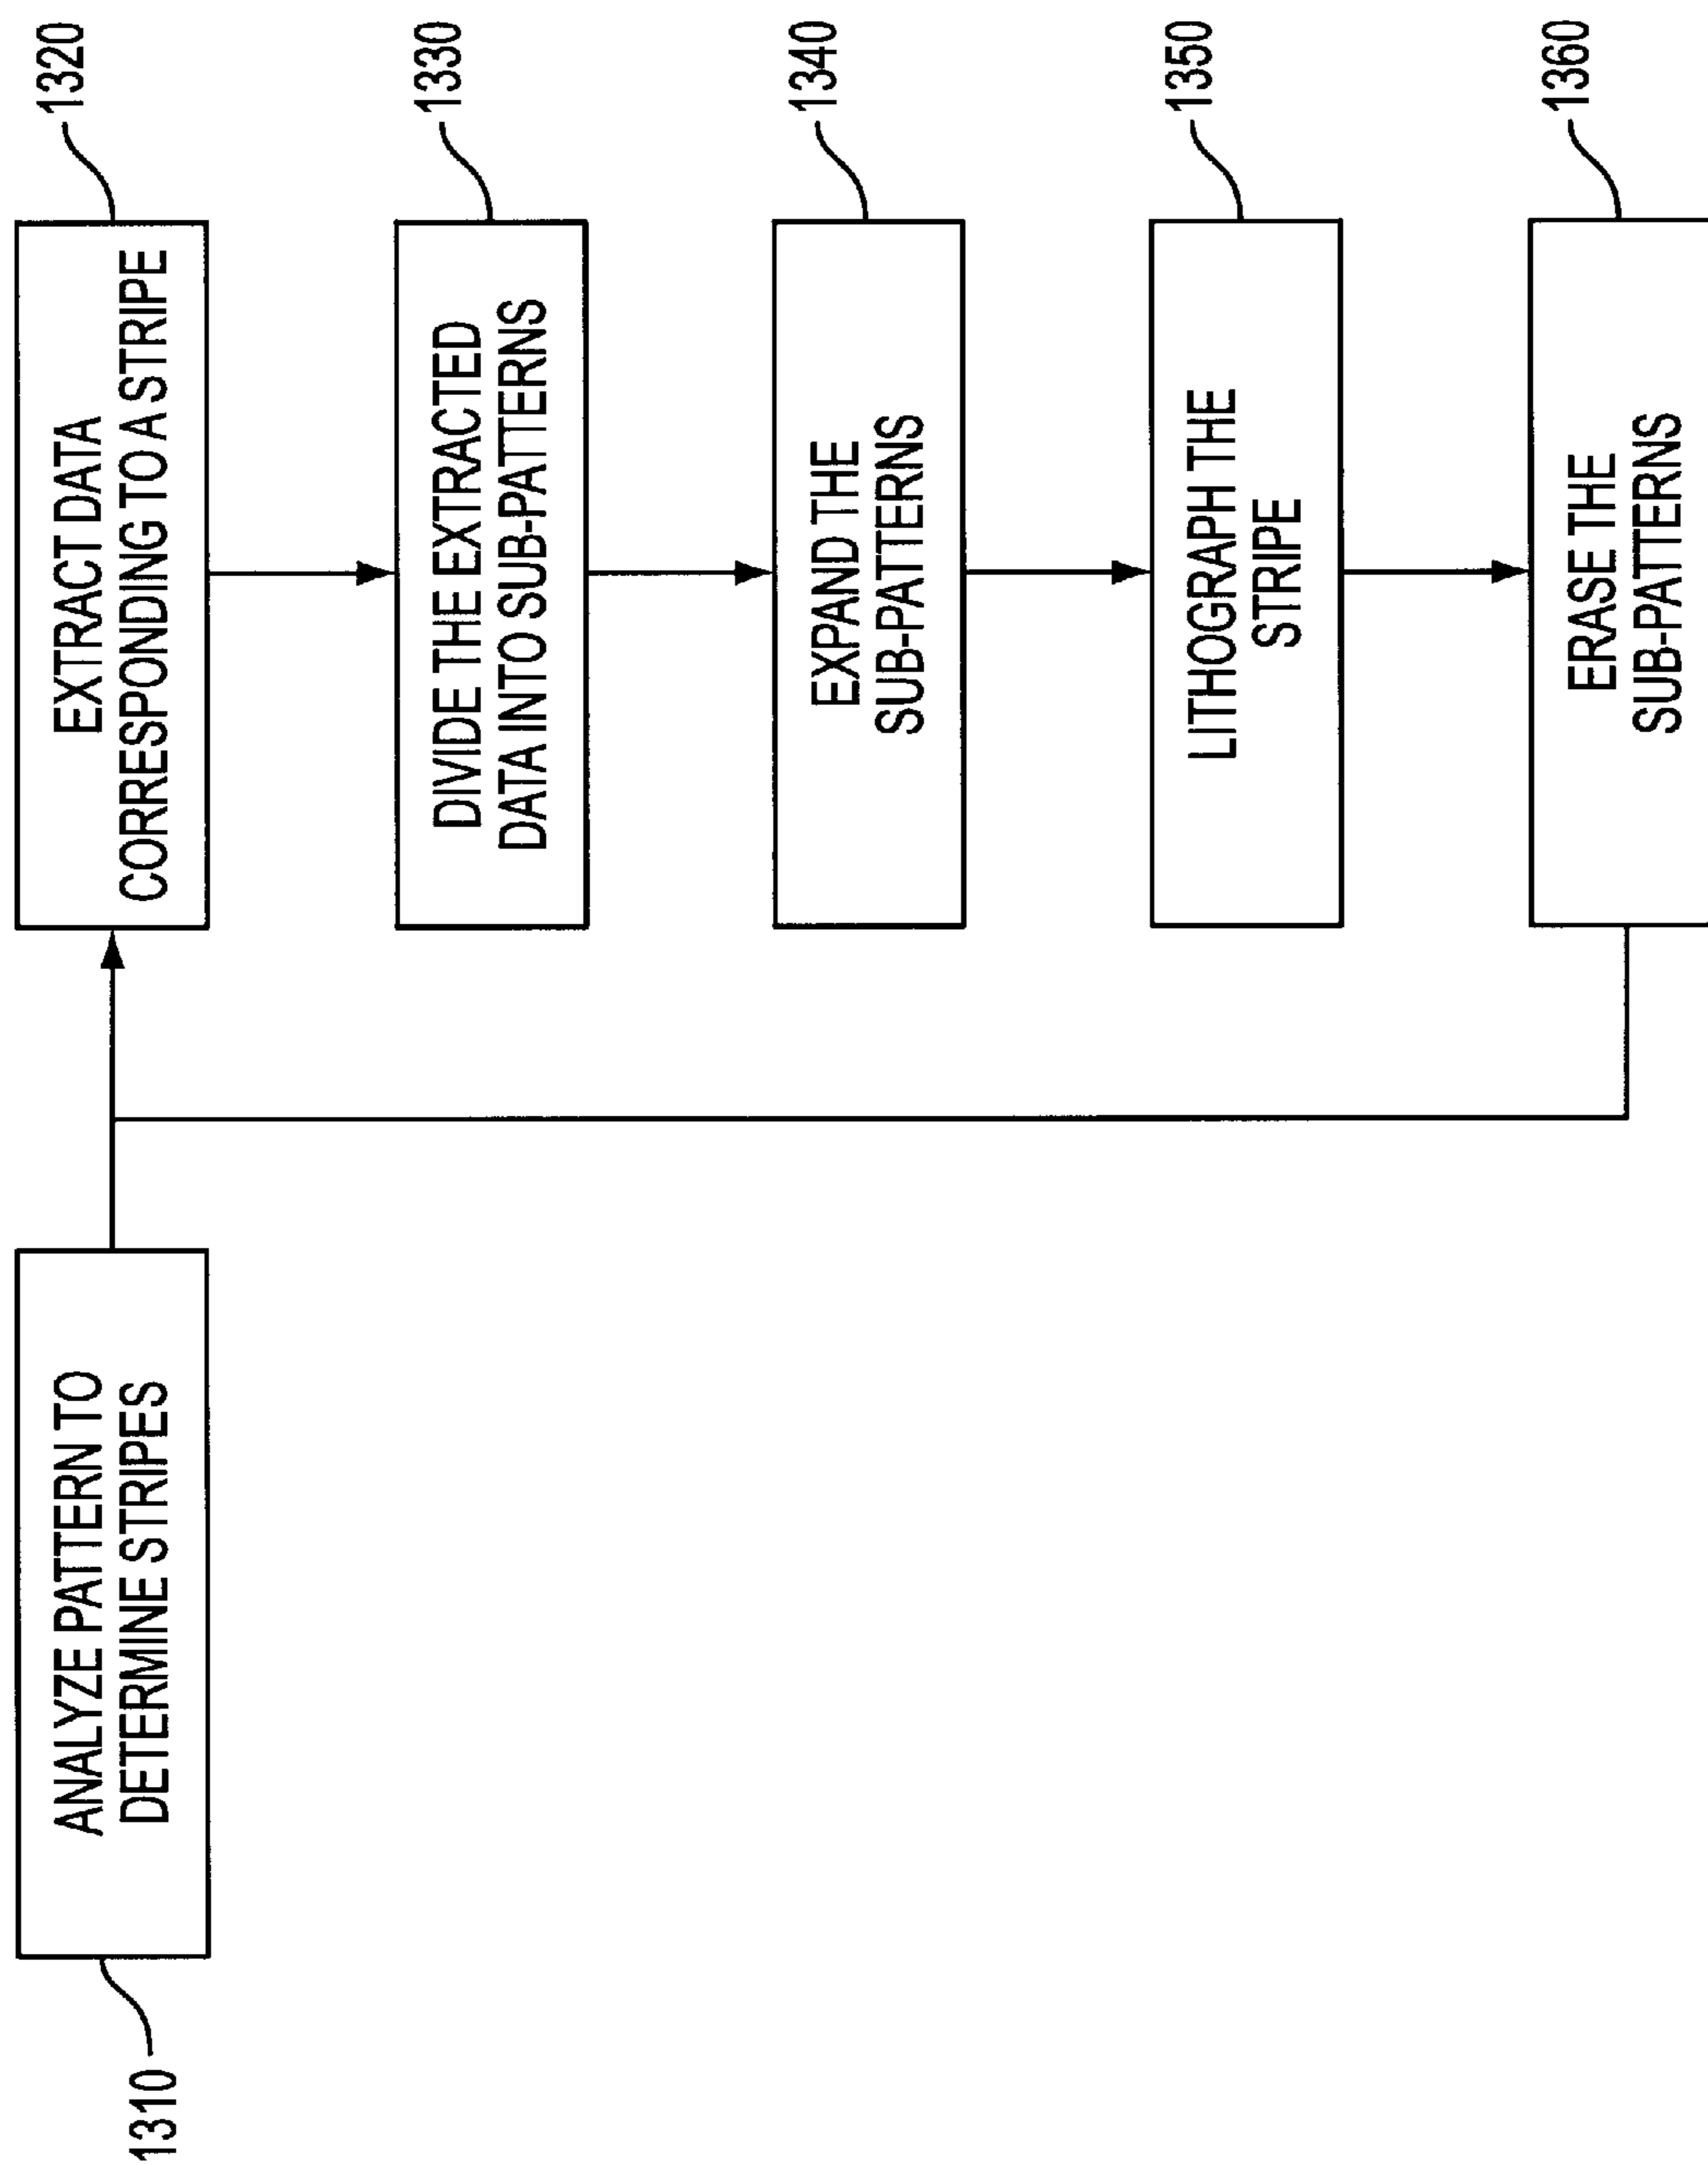 1310
ANALYZE PATTERN TO
DETERMINE STRIPES
1320
EXTRACT DATA
CORRESPONDING TO A STRIPE
1330
DIVIDE THE EXTRACTED
DATA INTO SUB-PATTERNS
1340
EXPAND THE
SUB-PATTERNS
1350
LITHOGRAPH THE
STRIPE
1360
ERASE THE
SUB-PATTERNS